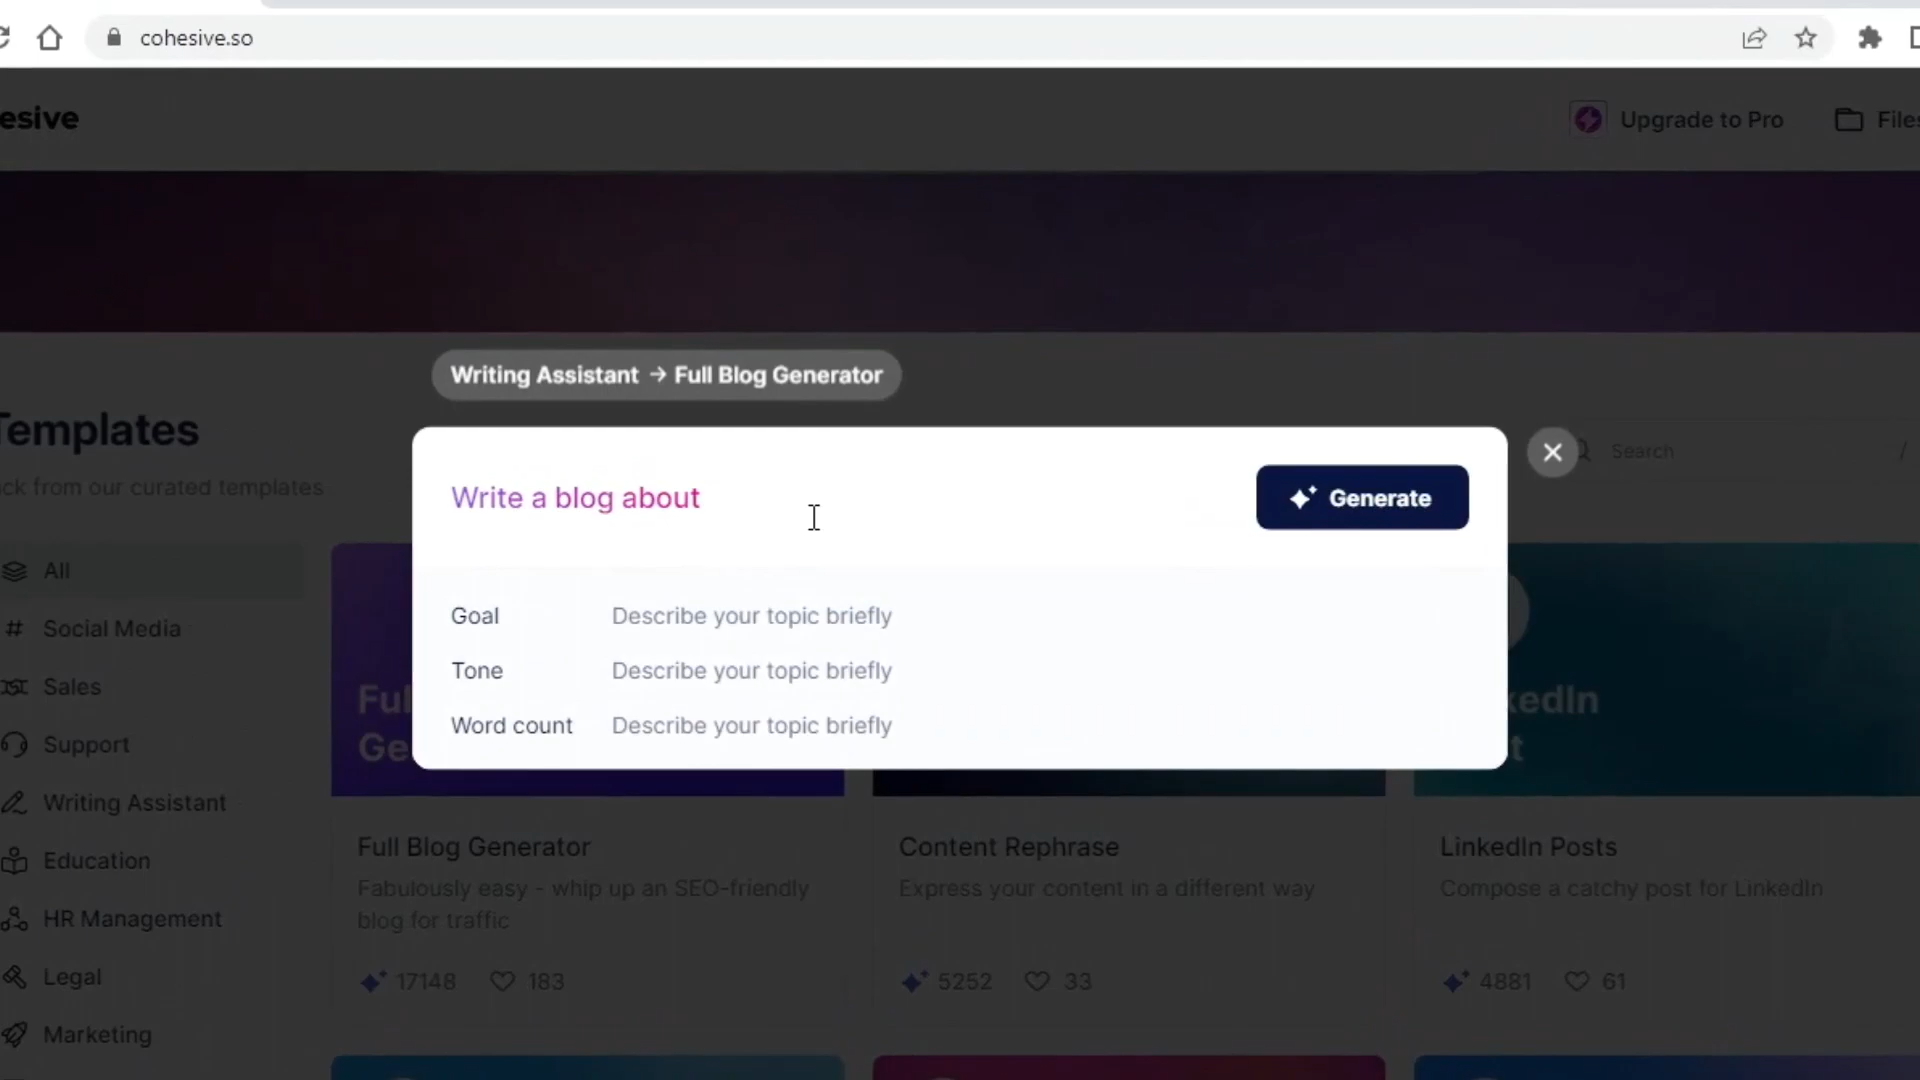 cohesive.so
esive
Upgrade to Pro
Files
Writing Assistant → Full Blog Generator
Templates
ck from our curated templates
Search
/
Write a blog about
Generate
Goal
Describe your topic briefly
Tone
Describe your topic briefly
Word count
Describe your topic briefly
All
# Social Media
Sales
Support
Writing Assistant
Education
HR Management
Legal
Marketing
Ful
Ge
kedIn
t
Full Blog Generator
Fabulously easy - whip up an SEO-friendly
blog for traffic
17148
183
Content Rephrase
Express your content in a different way
5252
33
LinkedIn Posts
Compose a catchy post for LinkedIn
4881
61